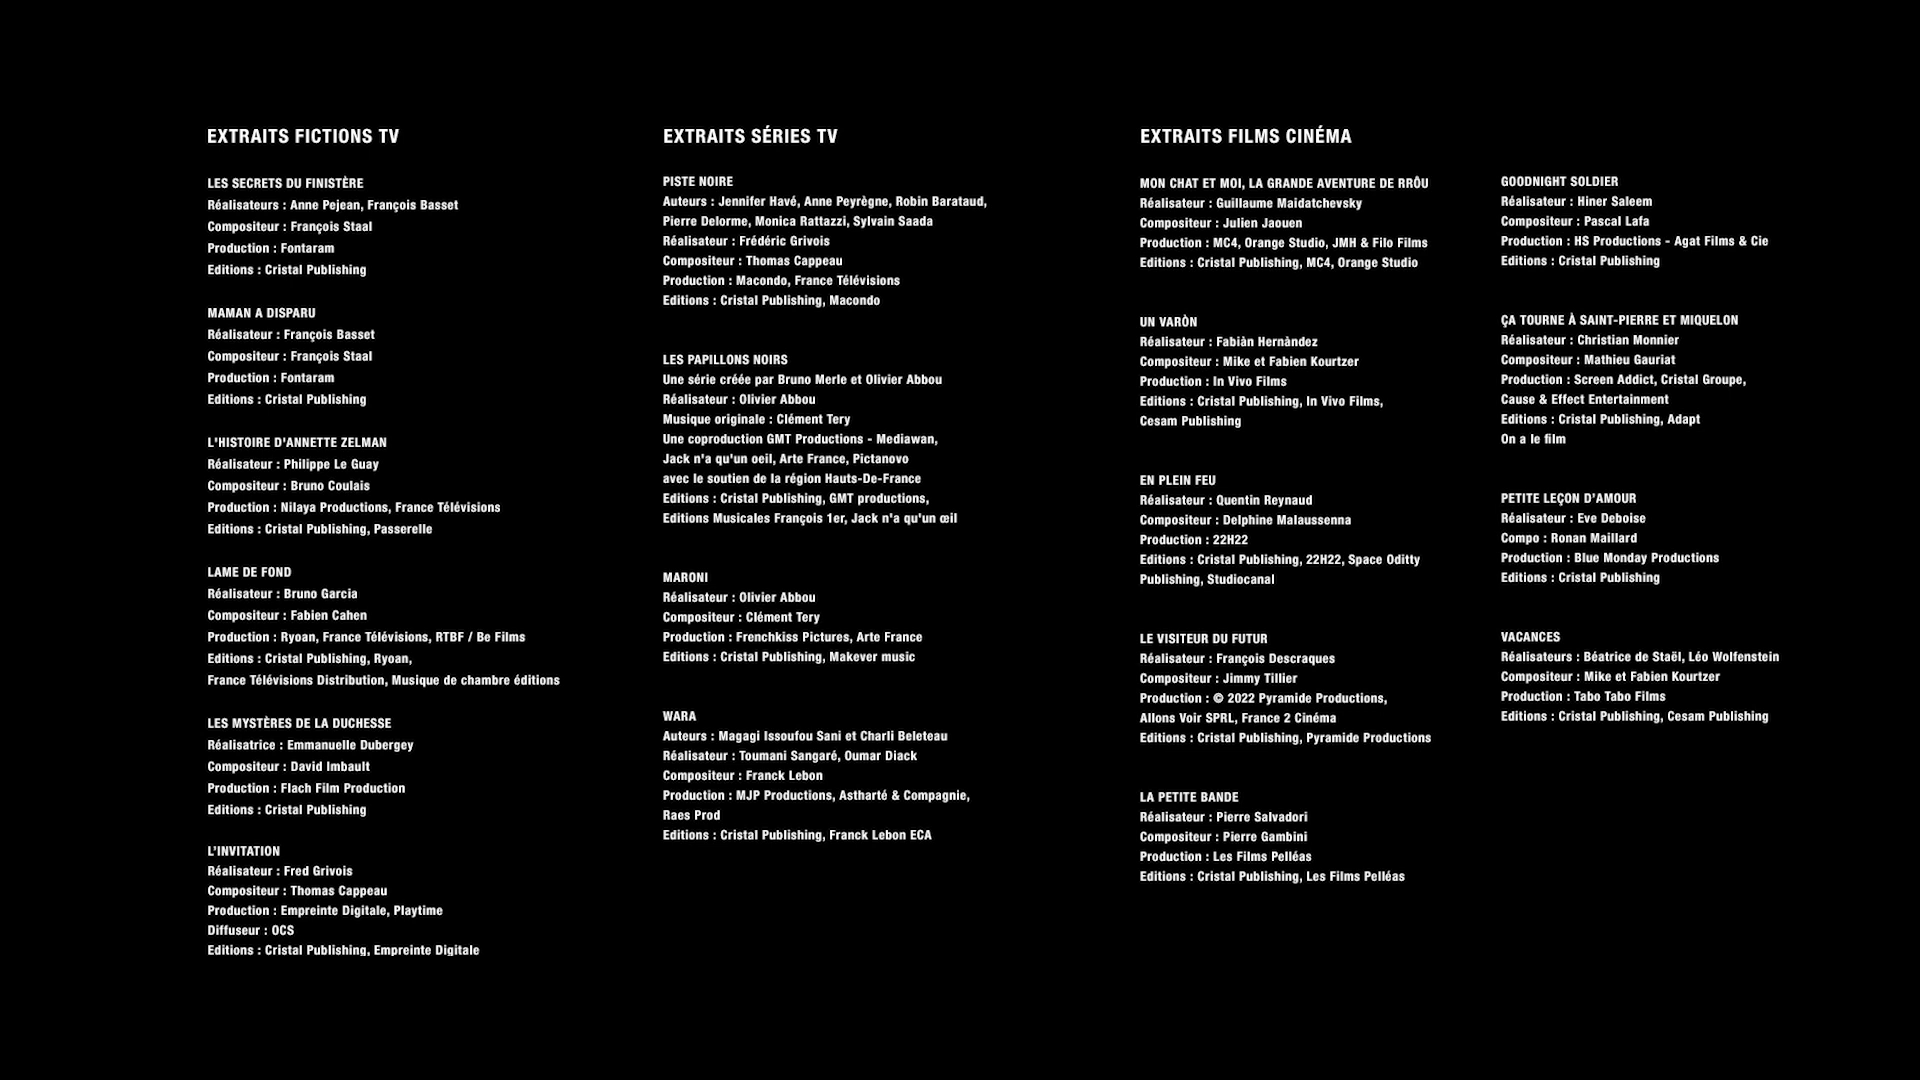 EXTRAITS FICTIONS TV
LES SECRETS DU FINISTÈRE
Réalisateurs : Anne Pejean, François Basset
Compositeur : François Staal
Production : Fontaram
Editions : Cristal Publishing
MAMAN A DISPARU
Réalisateur : François Basset
Compositeur : François Staal
Production : Fontaram
Editions : Cristal Publishing
L'HISTOIRE D'ANNETTE ZELMAN
Réalisateur : Philippe Le Guay
Compositeur : Bruno Coulais
Production : Nilaya Productions, France Télévisions
Editions : Cristal Publishing, Passerelle
LAME DE FOND
Réalisateur : Bruno Garcia
Compositeur : Fabien Cahen
Production : Ryoan, France Télévisions, RTBF / Be Films
Editions : Cristal Publishing, Ryoan,
France Télévisions Distribution, Musique de chambre éditions
LES MYSTÈRES DE LA DUCHESSE
Réalisatrice : Emmanuelle Dubergey
Compositeur : David Imbault
Production : Flach Film Production
Editions : Cristal Publishing
L'INVITATION
Réalisateur : Fred Grivois
Compositeur : Thomas Cappeau
Production : Empreinte Digitale, Playtime
Diffuseur : OCS
Editions : Cristal Publishing, Empreinte Digitale
EXTRAITS SÉRIES TV
PISTE NOIRE
Auteurs : Jennifer Havé, Anne Peyrègne, Robin Barataud,
Pierre Delorme, Monica Rattazzi, Sylvain Saada
Réalisateur : Frédéric Grivois
Compositeur : Thomas Cappeau
Production : Macondo, France Télévisions
Editions : Cristal Publishing, Macondo
LES PAPILLONS NOIRS
Une série créée par Bruno Merle et Olivier Abbou
Réalisateur : Olivier Abbou
Musique originale : Clément Tery
Une coproduction GMT Productions - Mediawan,
Jack n'a qu'un oeil, Arte France, Pictanovo
avec le soutien de la région Hauts-De-France
Editions : Cristal Publishing, GMT productions,
Editions Musicales François 1er, Jack n'a qu'un œil
MARONI
Réalisateur : Olivier Abbou
Compositeur : Clément Tery
Production : Frenchkiss Pictures, Arte France
Editions : Cristal Publishing, Makever music
WARA
Auteurs : Magagi Issoufou Sani et Charli Beleteau
Réalisateur : Toumani Sangaré, Oumar Diack
Compositeur : Franck Lebon
Production : MJP Productions, Astharté & Compagnie,
Raes Prod
Editions : Cristal Publishing, Franck Lebon ECA
EXTRAITS FILMS CINÉMA
MON CHAT ET MOI, LA GRANDE AVENTURE DE RRÔU
Réalisateur : Guillaume Maidatchevsky
Compositeur : Julien Jaouen
Production : MC4, Orange Studio, JMH & Filo Films
Editions : Cristal Publishing, MC4, Orange Studio
UN VARÒN
Réalisateur : Fabiàn Hernàndez
Compositeur : Mike et Fabien Kourtzer
Production : In Vivo Films
Editions : Cristal Publishing, In Vivo Films,
Cesam Publishing
EN PLEIN FEU
Réalisateur : Quentin Reynaud
Compositeur : Delphine Malaussenna
Production : 22H22
Editions : Cristal Publishing, 22H22, Space Oditty
Publishing, Studiocanal
LE VISITEUR DU FUTUR
Réalisateur : François Descraques
Compositeur : Jimmy Tillier
Production : © 2022 Pyramide Productions,
Allons Voir SPRL, France 2 Cinéma
Editions : Cristal Publishing, Pyramide Productions
LA PETITE BANDE
Réalisateur : Pierre Salvadori
Compositeur : Pierre Gambini
Production : Les Films Pelléas
Editions : Cristal Publishing, Les Films Pelléas
GOODNIGHT SOLDIER
Réalisateur : Hiner Saleem
Compositeur : Pascal Lafa
Production : HS Productions - Agat Films & Cie
Editions : Cristal Publishing
ÇA TOURNE À SAINT-PIERRE ET MIQUELON
Réalisateur : Christian Monnier
Compositeur : Mathieu Gauriat
Production : Screen Addict, Cristal Groupe,
Cause & Effect Entertainment
Editions : Cristal Publishing, Adapt
On a le film
PETITE LEÇON D'AMOUR
Réalisateur : Eve Deboise
Compo : Ronan Maillard
Production : Blue Monday Productions
Editions : Cristal Publishing
VACANCES
Réalisateurs : Béatrice de Staël, Léo Wolfenstein
Compositeur : Mike et Fabien Kourtzer
Production : Tabo Tabo Films
Editions : Cristal Publishing, Cesam Publishing